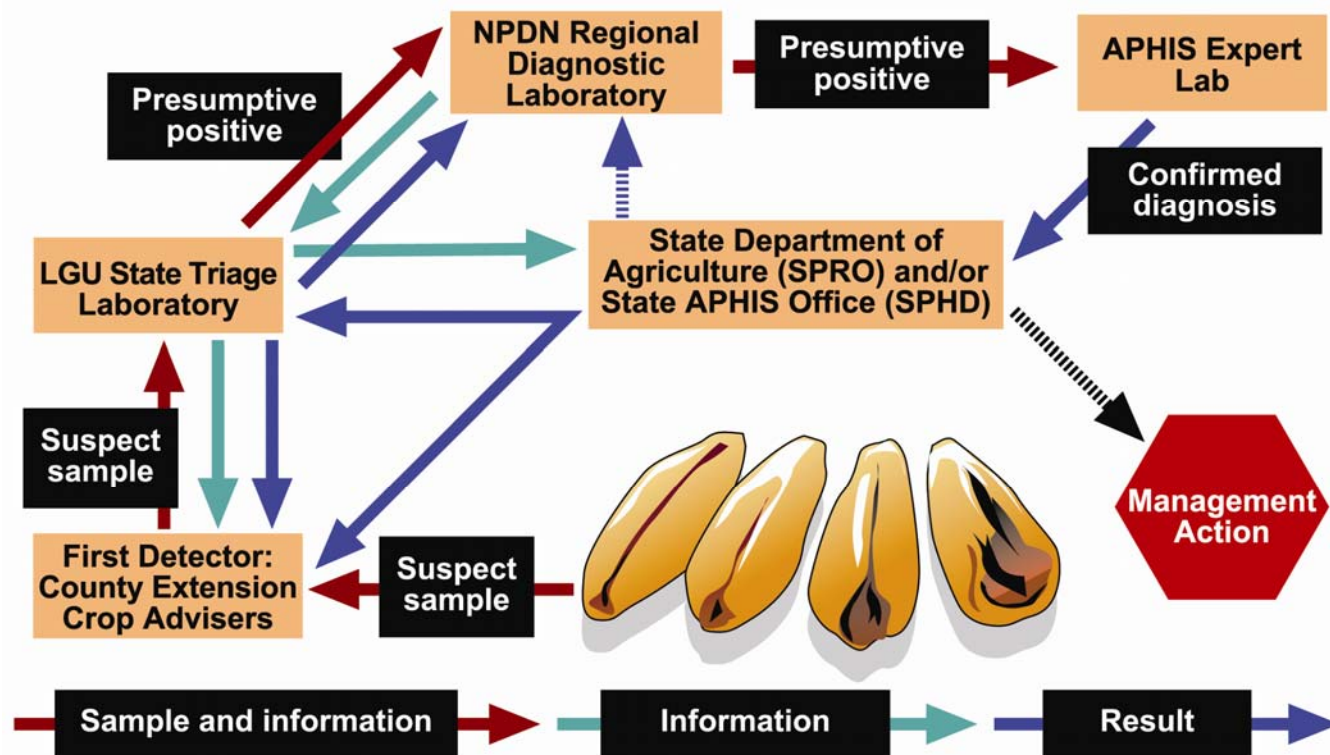 NPDN Regional
Diagnostic
Laboratory
Presumptive
positive
APHIS Expert
Lab
Presumptive
positive
Confirmed
diagnosis
State Department of
Agriculture (SPRO) and/or
State APHIS Office (SPHD)
LGU State Triage
Laboratory
Suspect
sample
Management
Action
First Detector:
County Extension
Crop Advisers
Suspect
sample
Sample and information
Information
Result